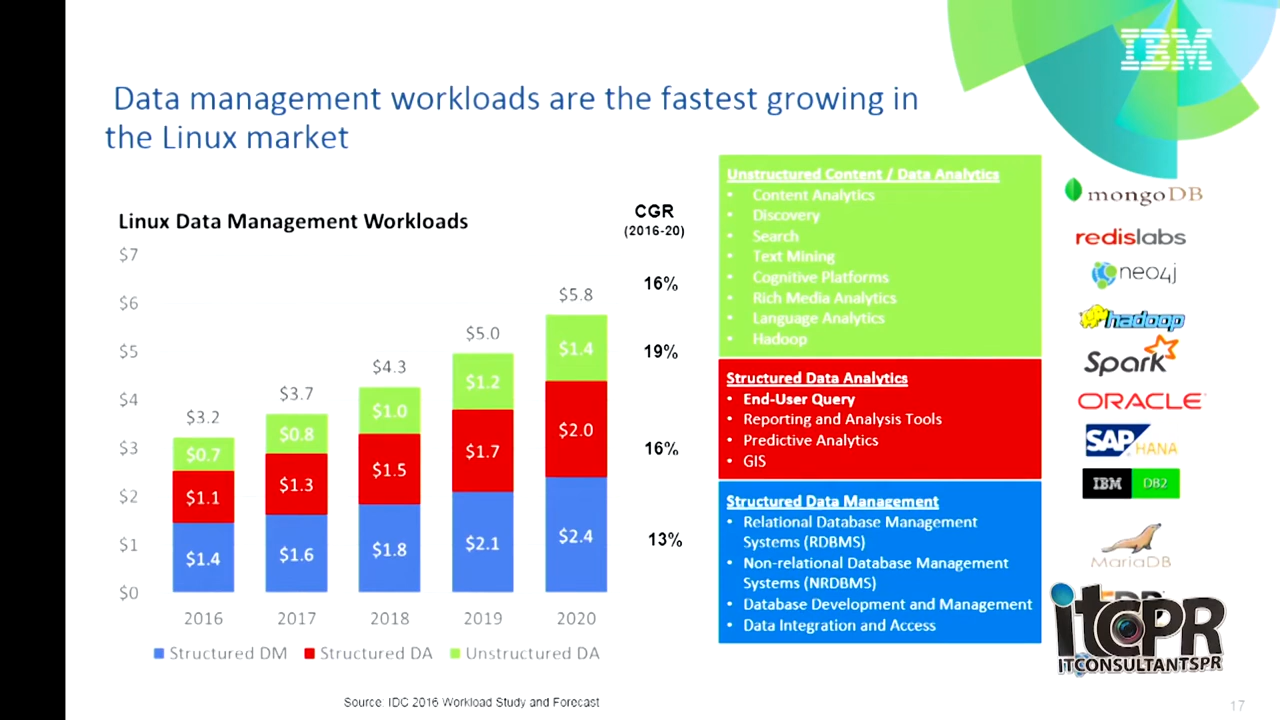 IBM
Data management workloads are the fastest growing in
the Linux market
Linux Data Management Workloads
CGR
(2016-20)
$7
$6
$5
$4
$3
$2
$1
$0
$3.2
$0.7
$1.1
$1.4
$3.7
$0.8
$1.3
$1.6
$4.3
$1.0
$1.5
$1.8
$5.0
$1.2
$1.7
$2.1
$5.8
$1.4
$2.0
$2.4
2016 2017 2018 2019 2020
Structured DM Structured DA Unstructured DA
16%
19%
16%
13%
Unstructured Content / Data Analytics
• Content Analytics
• Discovery
• Search
• Text Mining
• Cognitive Platforms
• Rich Media Analytics
• Language Analytics
• Hadoop
Structured Data Analytics
• End-User Query
• Reporting and Analysis Tools
• Predictive Analytics
• GIS
Structured Data Management
• Relational Database Management
Systems (RDBMS)
• Non-relational Database Management
Systems (NRDBMS)
• Database Development and Management
• Data Integration and Access
mongoDB
redislabs
neo4j
hadoop
Spark
ORACLE
SAP HANA
IBM DB2
MariaDB
itCPR
ITCONSULTANTSPR
Source: IDC 2016 Workload Study and Forecast
17